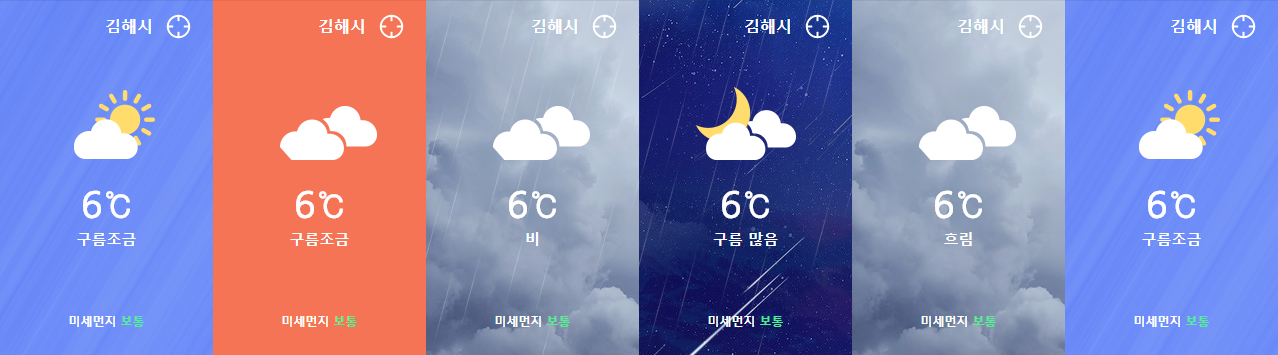 김해시
6℃
구름조금
미세먼지 보통
김해시
6℃
구름조금
미세먼지 보통
김해시
6℃
비
미세먼지 보통
김해시
6℃
구름 많음
미세먼지 보통
김해시
6℃
흐림
미세먼지 보통
김해시
6℃
구름조금
미세먼지 보통